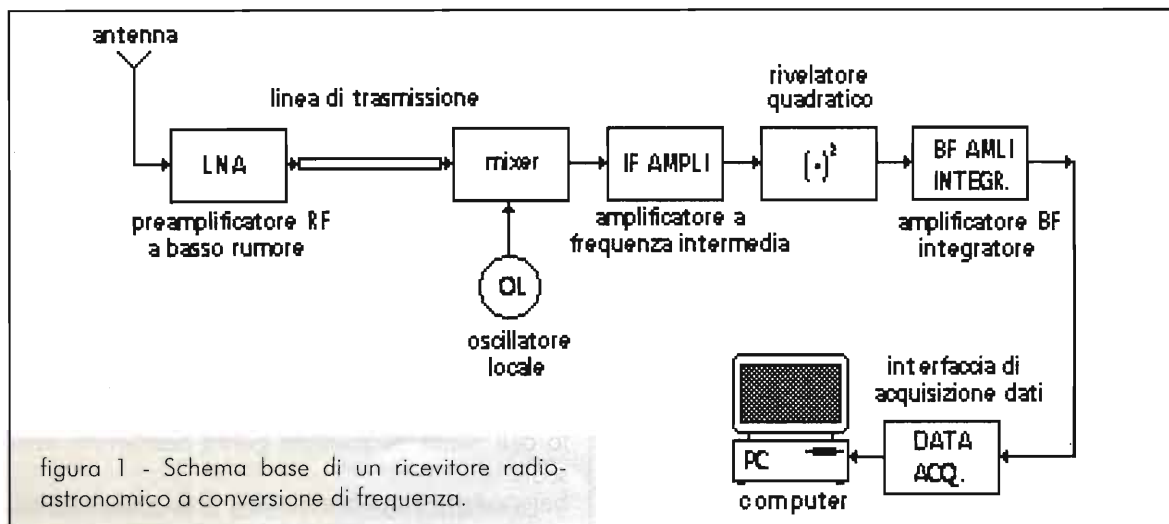 antenna
linea di trasmissione
rivelatore
quadratico
LNA
mixer
IF AMPLI
(•)²
BF AMLI
INTEGR.
preamplificatore RF
a basso rumore
amplificatore a
frequenza intermedia
amplificatore BF
integratore
OL
oscillatore
locale
interfaccia di
acquisizione dati
PC
DATA
ACQ.
computer
figura 1 - Schema base di un ricevitore radio-
astronomico a conversione di frequenza.